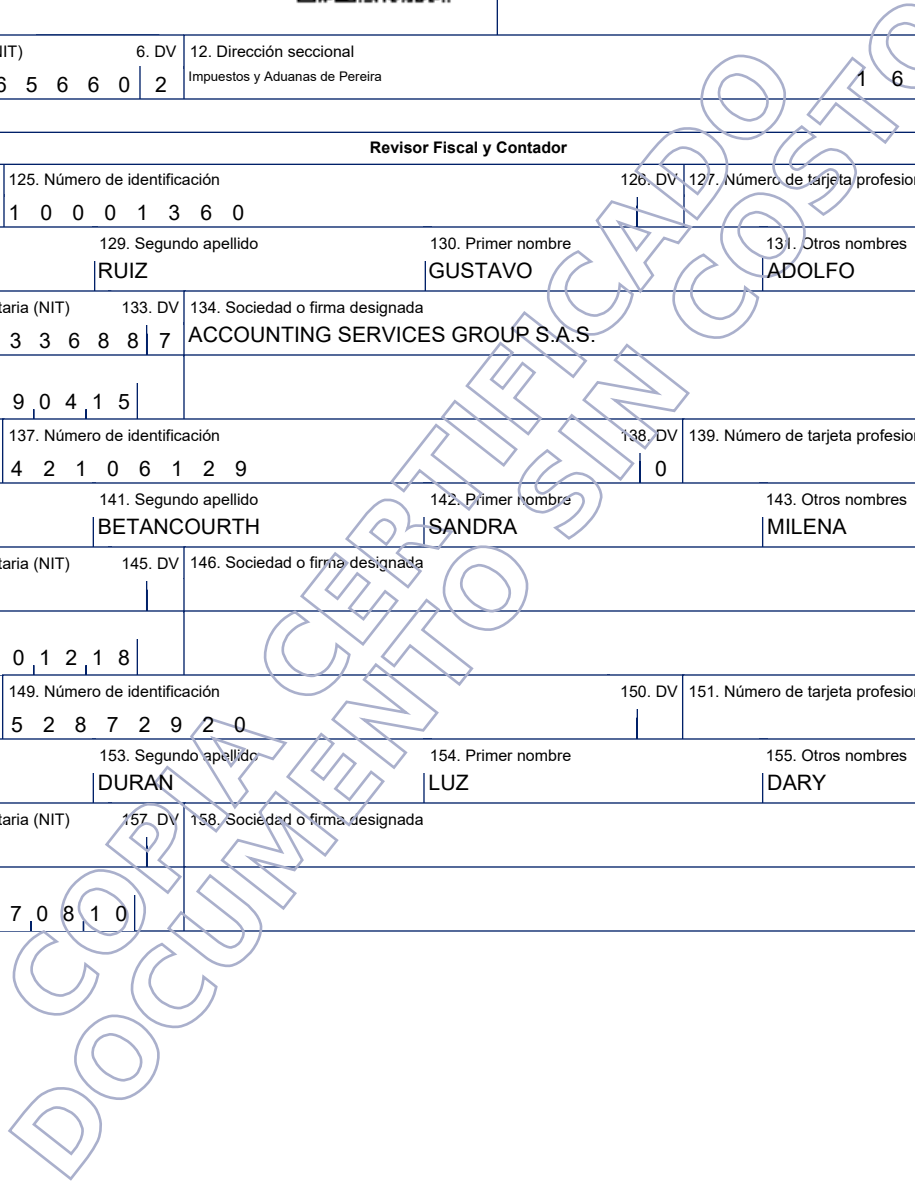 NIT) 6. DV 12. Dirección seccional
6 5 6 6 0 2 Impuestos y Aduanas de Pereira 1 6
Revisor Fiscal y Contador
125. Número de identificación 126. DV 127. Número de tarjeta profesion
1 0 0 0 1 3 6 0
129. Segundo apellido 130. Primer nombre 131. Otros nombres
RUIZ GUSTAVO ADOLFO
taria (NIT) 133. DV 134. Sociedad o firma designada
3 3 6 8 8 7 ACCOUNTING SERVICES GROUP S.A.S.
9 0 4 1 5
137. Número de identificación 138. DV 139. Número de tarjeta profesion
4 2 1 0 6 1 2 9 0
141. Segundo apellido 142. Primer nombre 143. Otros nombres
BETANCOURTH SANDRA MILENA
taria (NIT) 145. DV 146. Sociedad o firma designada
0 1 2 1 8
149. Número de identificación 150. DV 151. Número de tarjeta profesion
5 2 8 7 2 9 2 0
153. Segundo apellido 154. Primer nombre 155. Otros nombres
DURAN LUZ DARY
taria (NIT) 157. DV 158. Sociedad o firma designada
7 0 8 1 0
COPIA CERTIFICADO
DOCUMENTO SIN COSTO